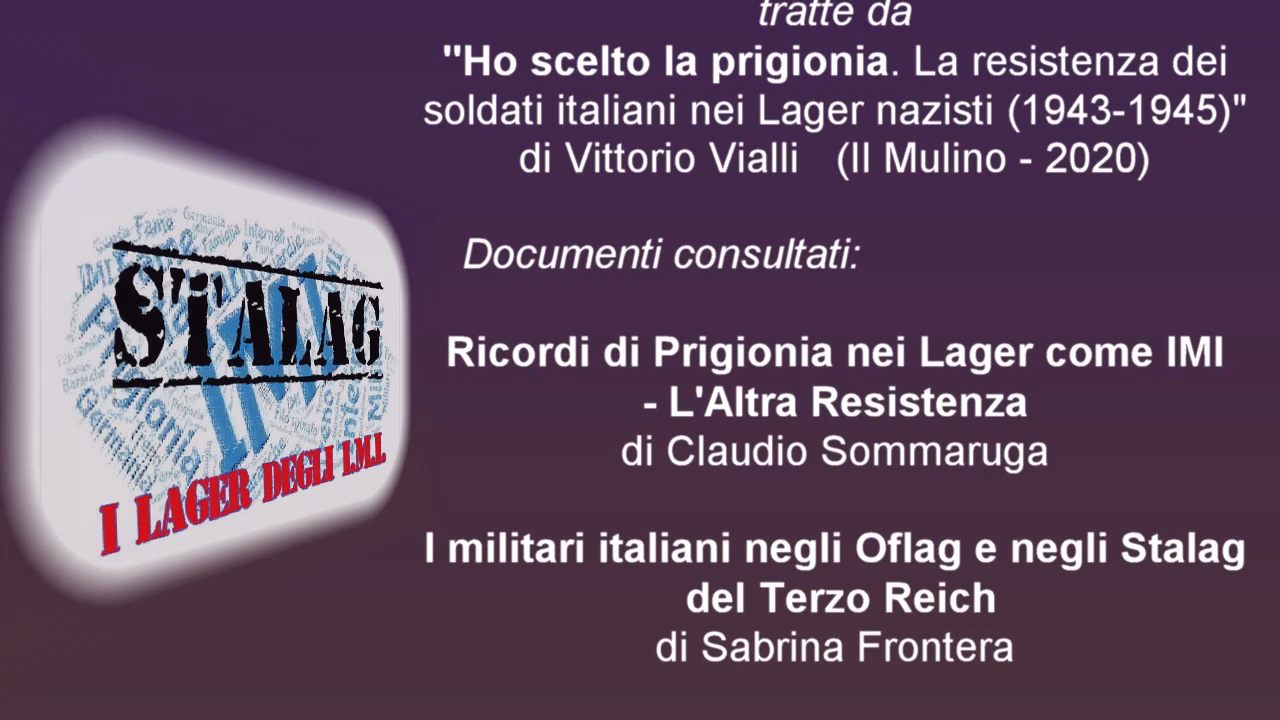 tratte da
"Ho scelto la prigionia. La resistenza dei
soldati italiani nei Lager nazisti (1943-1945)"
di Vittorio Vialli (Il Mulino - 2020)
Documenti consultati:
Ricordi di Prigionia nei Lager come IMI
- L'Altra Resistenza
di Claudio Sommaruga
I militari italiani negli Oflag e negli Stalag
del Terzo Reich
di Sabrina Frontera
STALAG
I LAGER DEGLI I.M.I.